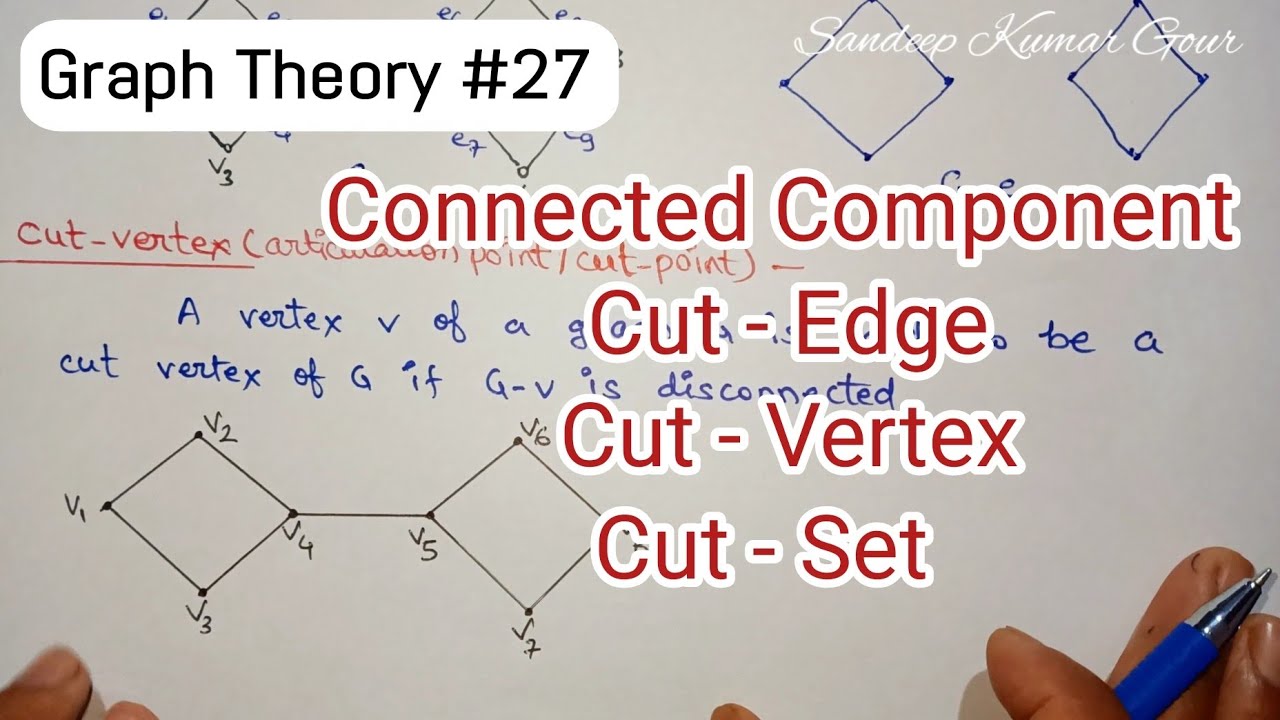 Sandeep Kumar Gour
Graph Theory #27
e7
V3
Connected Component
cut-vertex (articulation point / cut-point) –
Cut - Edge
A vertex v of a be a
Cut - Vertex
cut vertex of G if G-v is disconnected
V2
V6
V1
V4
V5
Cut - Set
V3
V7